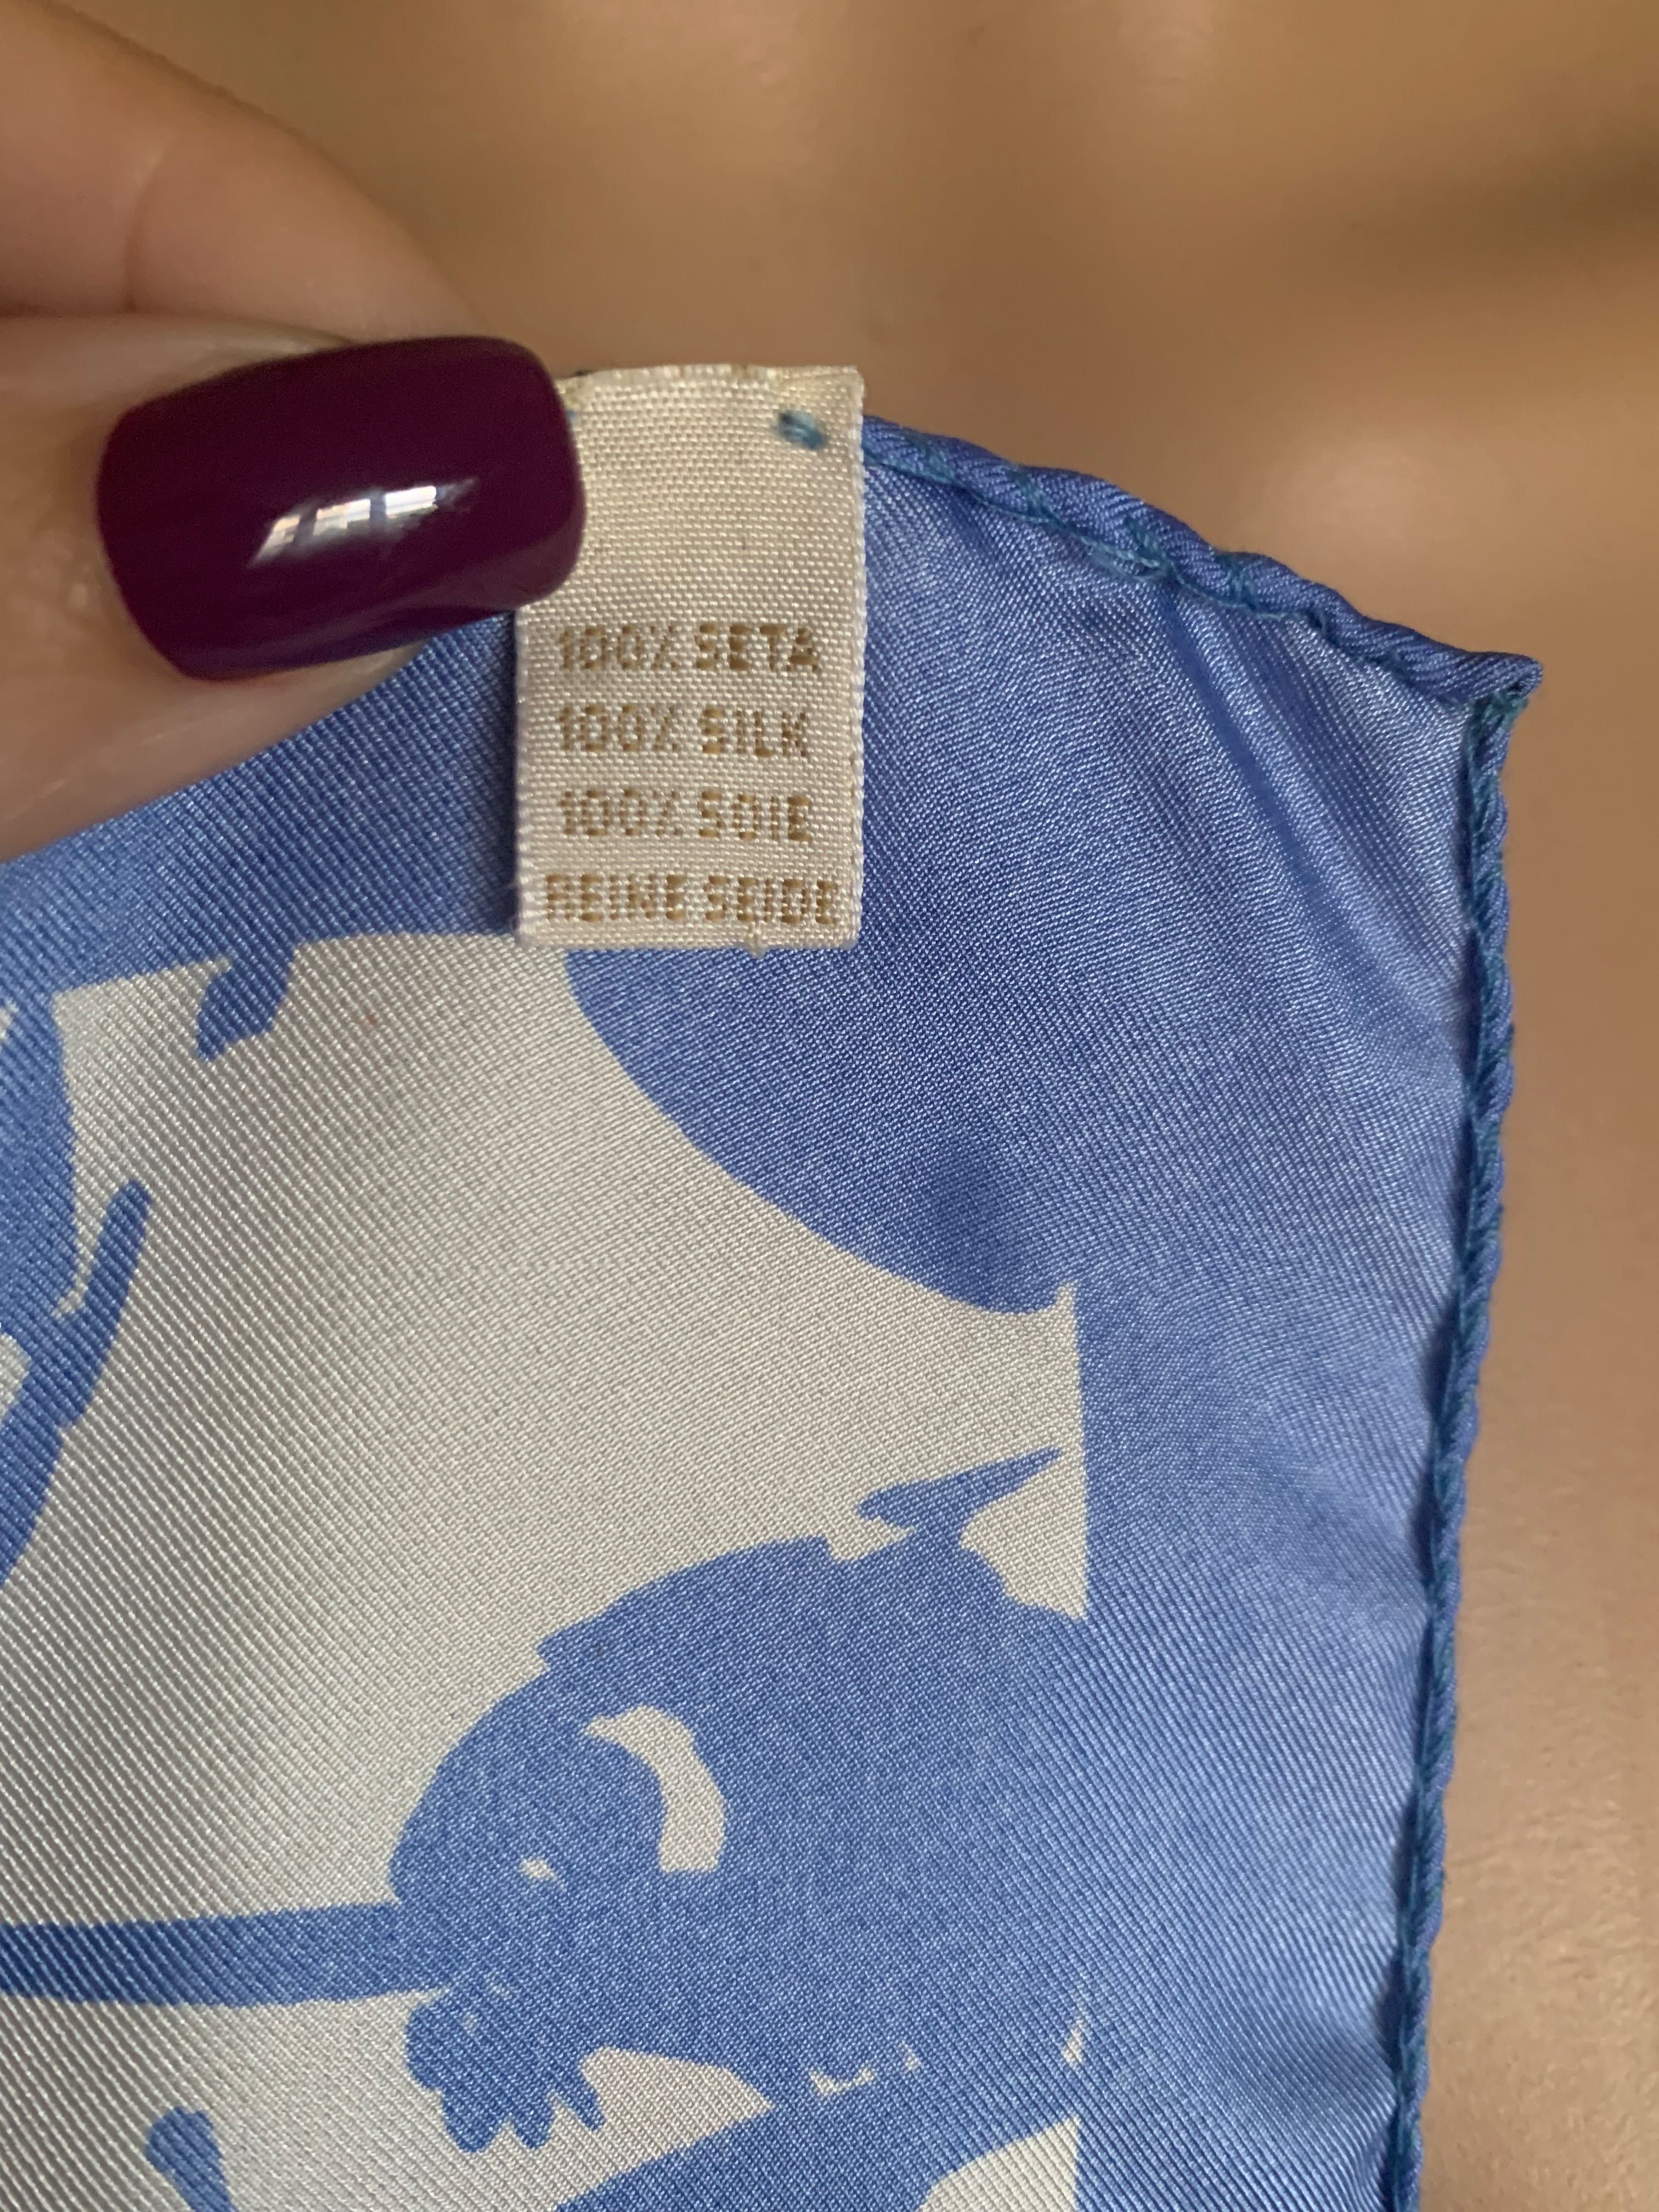 100% SETA
100% SILK
100% SOIE
REINE SEIDE